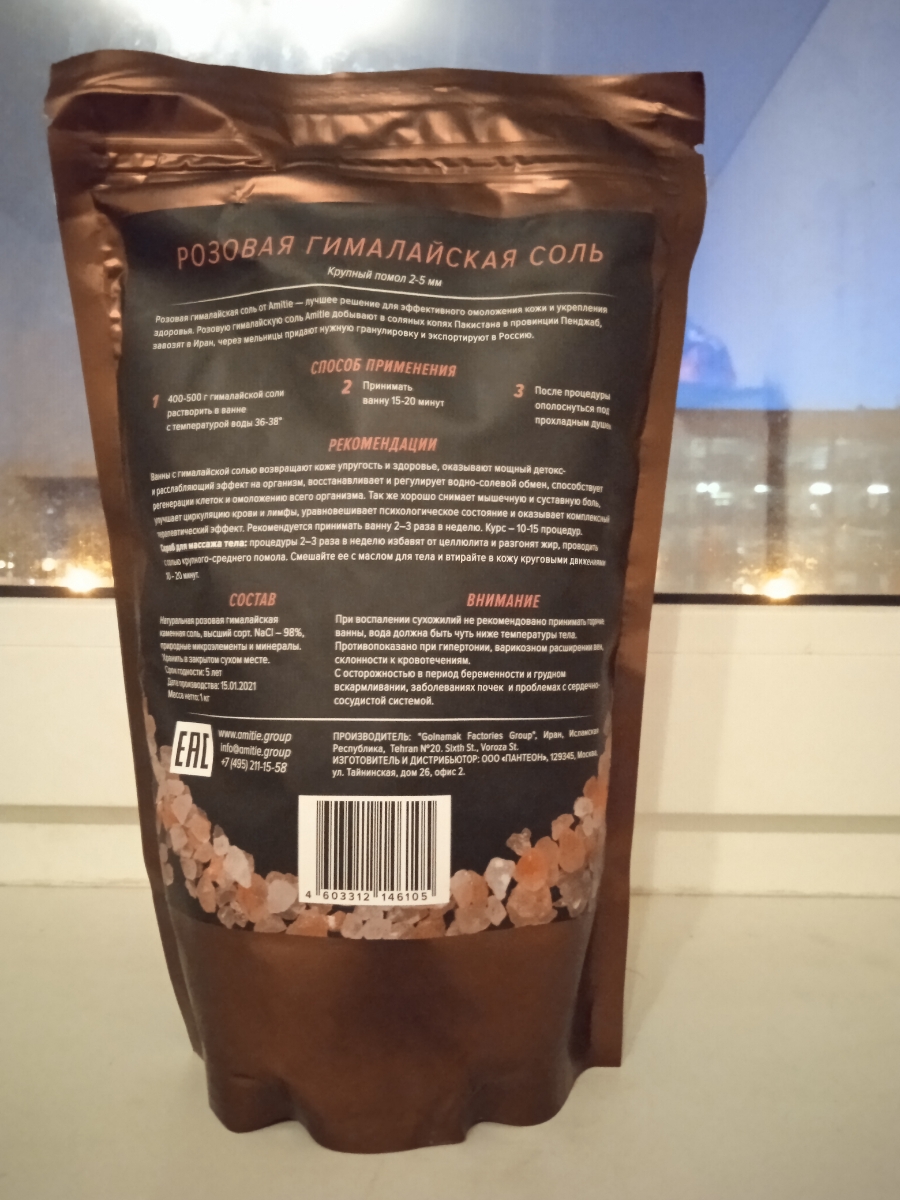 РОЗОВАЯ ГИМАЛАЙСКАЯ СОЛЬ
Крупный помол 2-5 мм
Розовая гималайская соль от Amitie — лучшее решение для эффективного омоложения кожи и укрепления
здоровья. Розовую гималайскую соль Amitie добывают в соляных копях Пакистана в провинции Пенджаб,
завозят в Иран, через мельницы придают нужную гранулировку и экспортируют в Россию.
СПОСОБ ПРИМЕНЕНИЯ
1 400-500 г гималайской соли
растворить в ванне
с температурой воды 36-38°
2 Принимать
ванну 15-20 минут
3 После процедуры
ополоснуться под
прохладным душем
РЕКОМЕНДАЦИИ
Ванны с гималайской солью возвращают коже упругость и здоровье, оказывают мощный детокс-
и расслабляющий эффект на организм, восстанавливает и регулирует водно-солевой обмен, способствует
регенерации клеток и омоложению всего организма. Так же хорошо снимает мышечную и суставную боль,
улучшает циркуляцию крови и лимфы, уравновешивает психологическое состояние и оказывает комплексный
терапевтический эффект. Рекомендуется принимать ванну 2–3 раза в неделю. Курс – 10-15 процедур.
Скраб для массажа тела: процедуры 2–3 раза в неделю избавят от целлюлита и разгонят жир, проводить
солью крупного-среднего помола. Смешайте ее с маслом для тела и втирайте в кожу круговыми движениями
10 - 20 минут.
СОСТАВ
Натуральная розовая гималайская
каменная соль, высший сорт. NaCl – 98%,
природные микроэлементы и минералы.
Хранить в закрытом сухом месте.
Срок годности: 5 лет
Дата производства: 15.01.2021
Масса нетто: 1 кг
ВНИМАНИЕ
При воспалении сухожилий не рекомендовано принимать горячие
ванны, вода должна быть чуть ниже температуры тела.
Противопоказано при гипертонии, варикозном расширении вен,
склонности к кровотечениям.
С осторожностью в период беременности и грудном
вскармливании, заболеваниях почек и проблемах с сердечно-
сосудистой системой.
EAC
www.amitie.group
info@amitie.group
+7 (495) 211-15-58
ПРОИЗВОДИТЕЛЬ: "Golnamak Factories Group", Иран, Исламская
Республика, Tehran №20. Sixth St., Voroza St.
ИЗГОТОВИТЕЛЬ И ДИСТРИБЬЮТОР: ООО «ПАНТЕОН», 129345, Москва,
ул. Тайнинская, дом 26, офис 2.
4 603312 146105